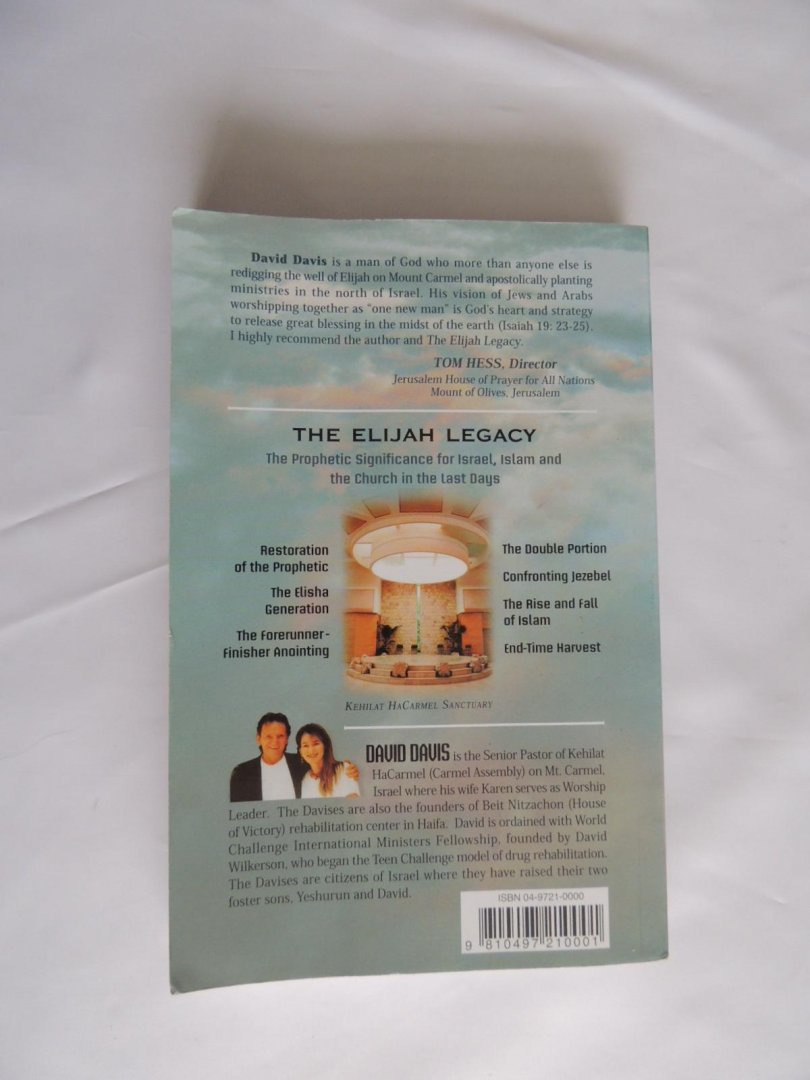 David Davis is a man of God who more than anyone else is
redigging the well of Elijah on Mount Carmel and apostolically planting
ministries in the north of Israel. His vision of Jews and Arabs
worshipping together as “one new man” is God’s heart and strategy
to release great blessing in the midst of the earth (Isaiah 19: 23-25).
I highly recommend the author and The Elijah Legacy.
TOM HESS, Director
Jerusalem House of Prayer for All Nations
Mount of Olives, Jerusalem
THE ELIJAH LEGACY
The Prophetic Significance for Israel, Islam and
the Church in the Last Days
Restoration
of the Prophetic
The Elisha
Generation
The Forerunner-
Finisher Anointing
The Double Portion
Confronting Jezebel
The Rise and Fall
of Islam
End-Time Harvest
KEHILAT HACARMEL SANCTUARY
DAVID DAVIS is the Senior Pastor of Kehilat
HaCarmel (Carmel Assembly) on Mt. Carmel,
Israel where his wife Karen serves as Worship
Leader. The Davises are also the founders of Beit Nitzachon (House
of Victory) rehabilitation center in Haifa. David is ordained with World
Challenge International Ministers Fellowship, founded by David
Wilkerson, who began the Teen Challenge model of drug rehabilitation.
The Davises are citizens of Israel where they have raised their two
foster sons, Yeshurun and David.
ISBN 04-9721-0000
9 810497 210001